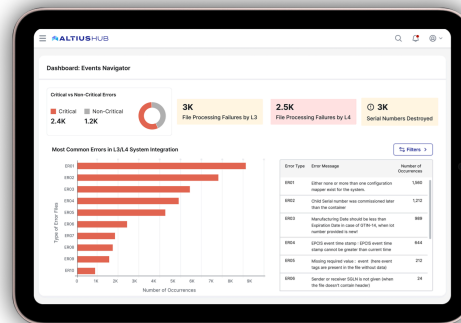 ALTIUSHUB
Dashboard: Events Navigator
Critical vs Non-Critical Errors
Critical
Non-Critical
2.4K
1.2K
3K
File Processing Failures by L3
2.5K
File Processing Failures by L4
3K
Serial Numbers Destroyed
Most Common Errors in L3/L4 System Integration
Filters
Type of Error Files
ER01
ER02
ER03
ER04
ER05
ER06
ER07
ER08
ER09
ER10
0 1K 2K 3K 4K 5K 6K 7K 8K 9K
Number of Occurrences
Error Type Error Message Number of
Occurrences
ER01 Either none or more than one configuration 1,560
mapper exist for the system.
ER02 Child Serial number was commissioned later 1,212
than the container
ER03 Manufacturing Date should be less than 989
Expiration Date in case of GTIN-14, when lot
number provided is new!
ER04 EPCIS event time stamp : EPCIS event time 644
stamp cannot be greater than current time
ER05 Missing required value : event (here event 212
tags are present in the file without data)
ER06 Sender or receiver SGLN is not given (when 24
the file doesn't contain header)